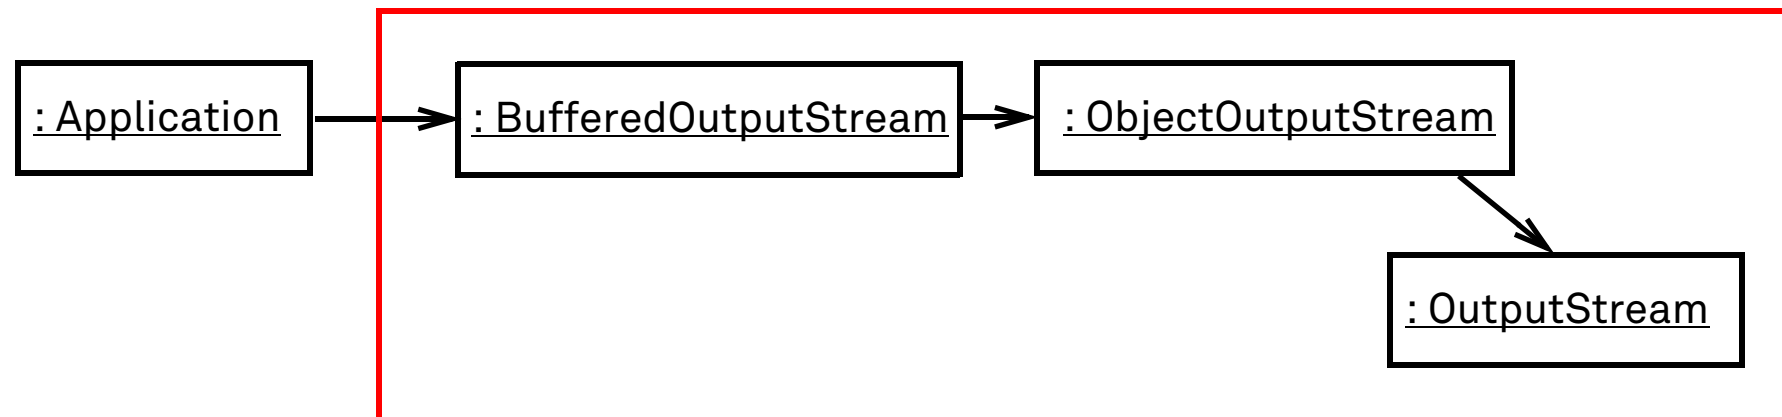 : Application
: BufferedOutputStream
: ObjectOutputStream
: OutputStream